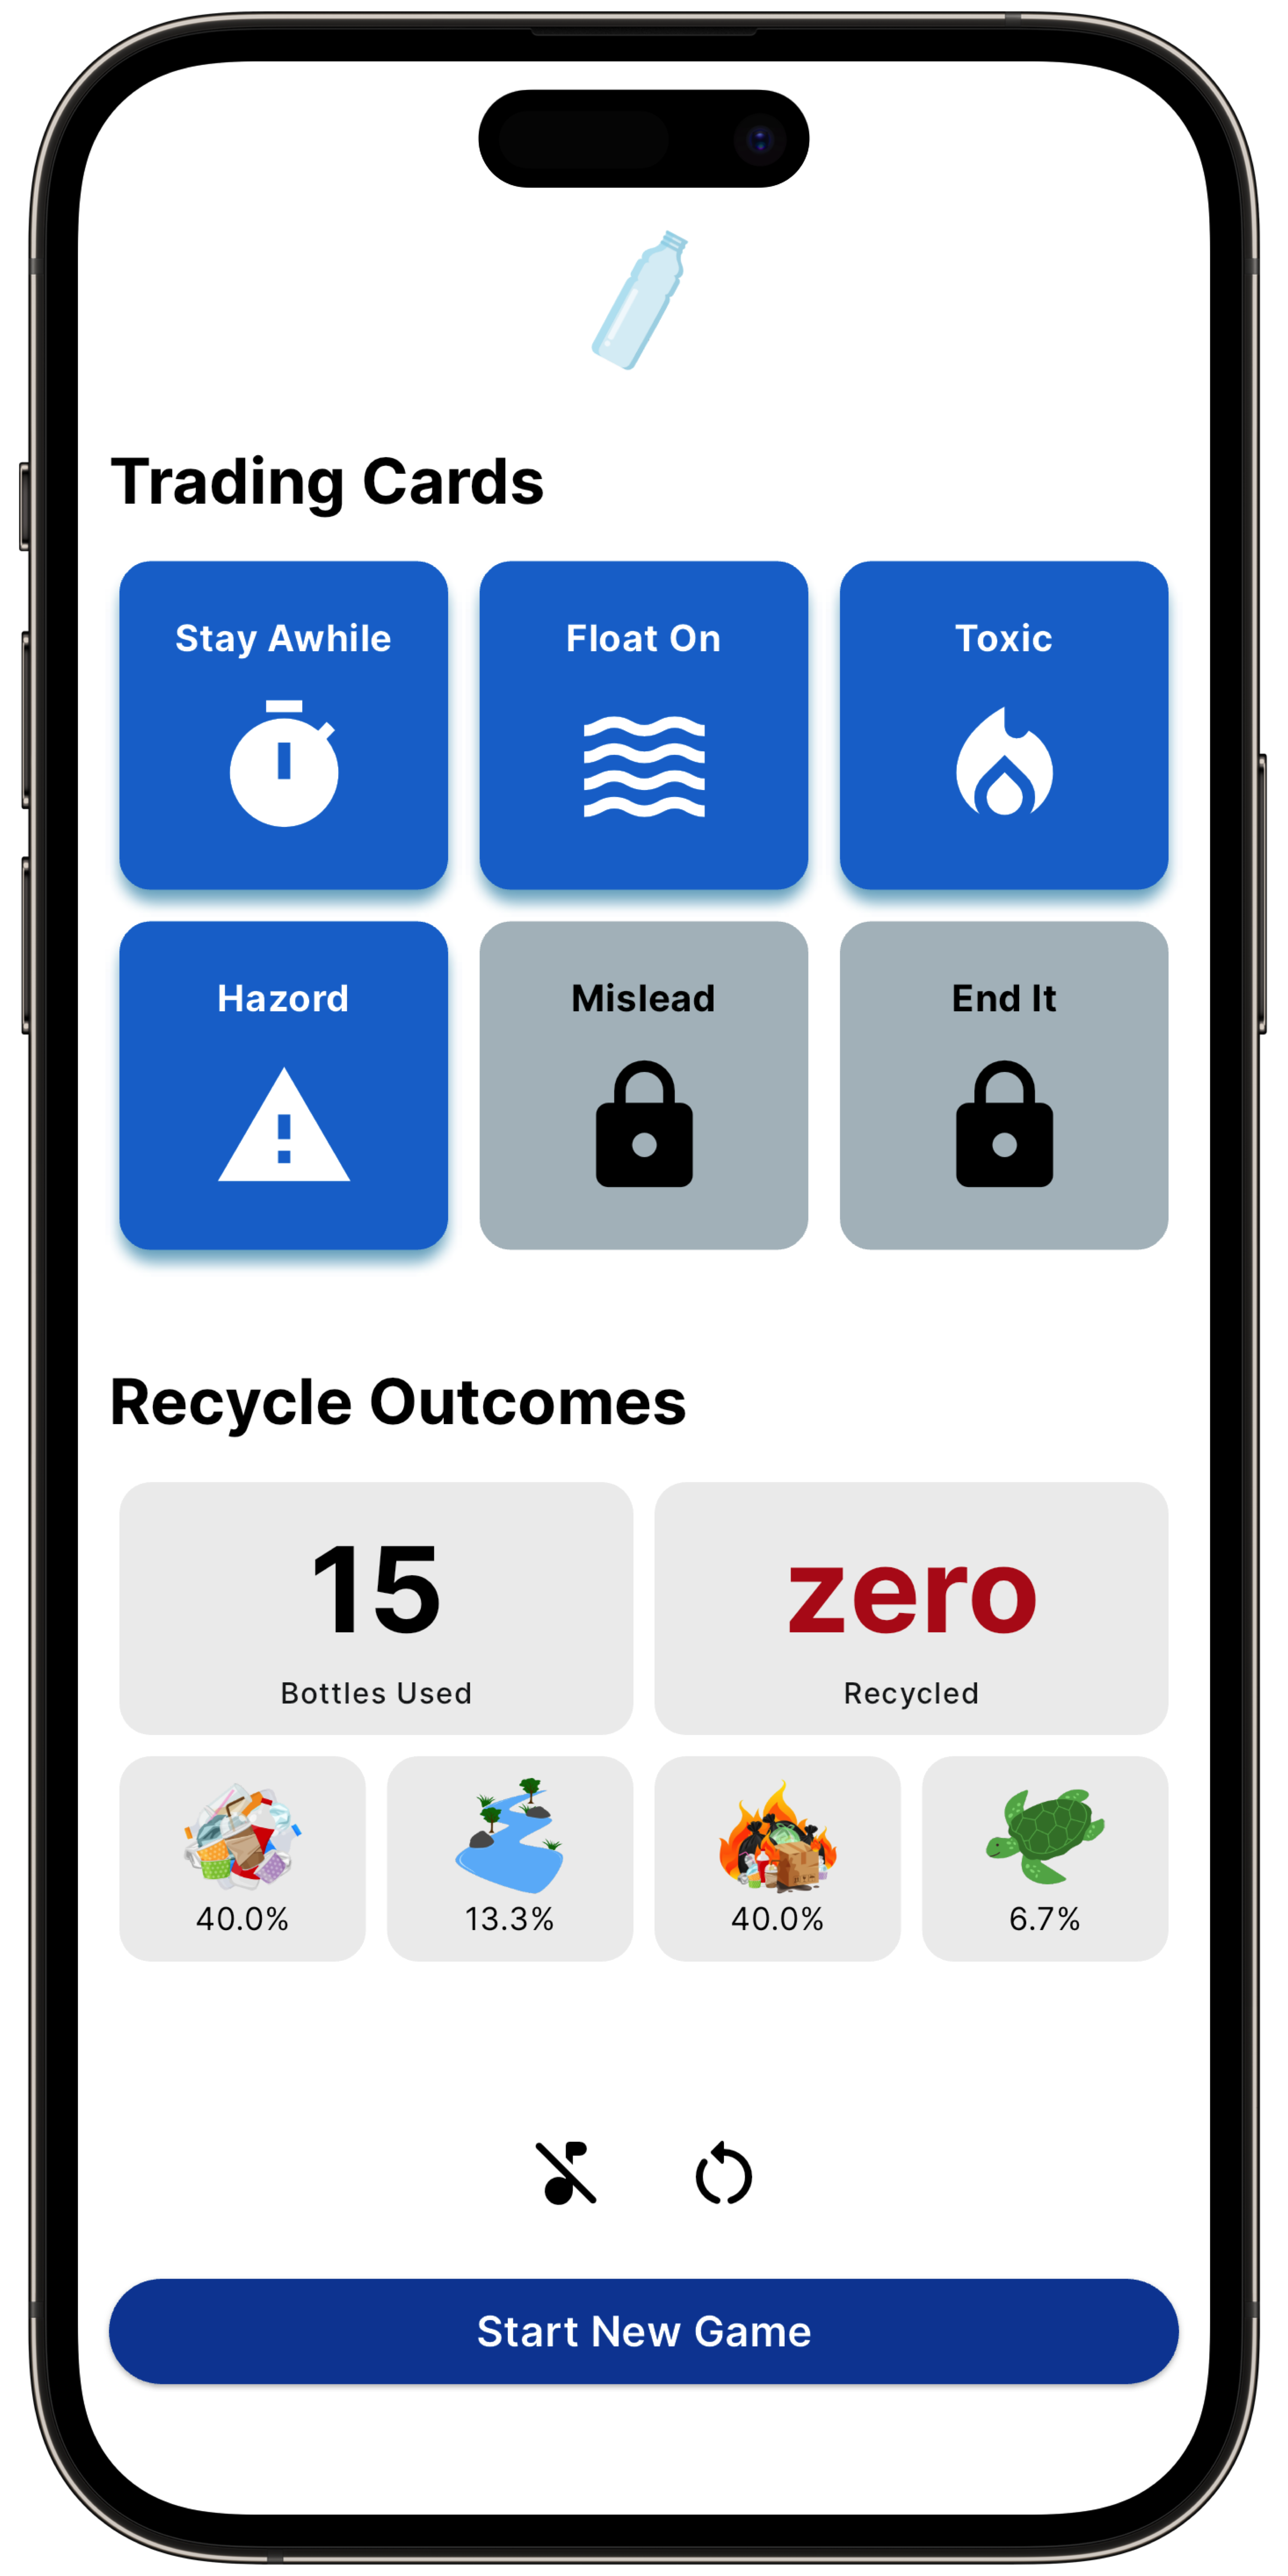 Trading Cards
Stay Awhile
Float On
Toxic
Hazord
Mislead
End It
Recycle Outcomes
15
Bottles Used
zero
Recycled
40.0%
13.3%
40.0%
6.7%
Start New Game